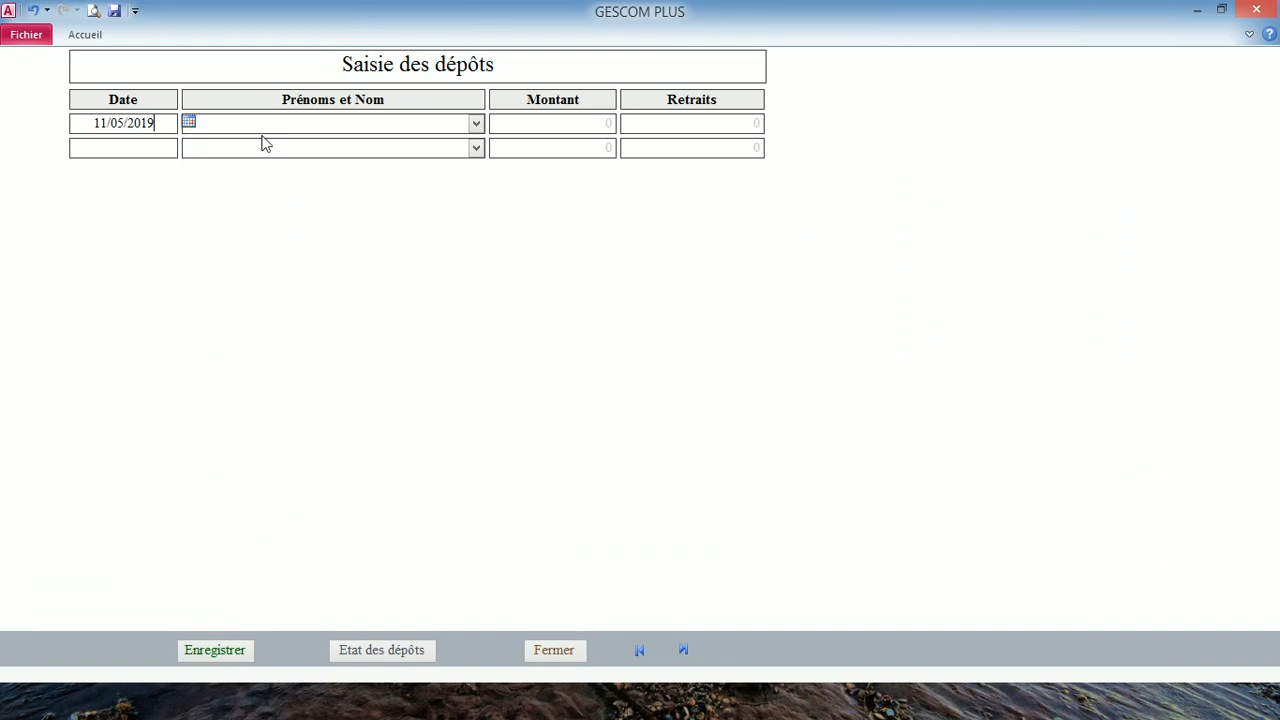 GESCOM PLUS
Fichier Accueil
Saisie des dépôts
Date Prénoms et Nom Montant Retraits
11/05/2019 0 0
0 0
Enregistrer Etat des dépôts Fermer